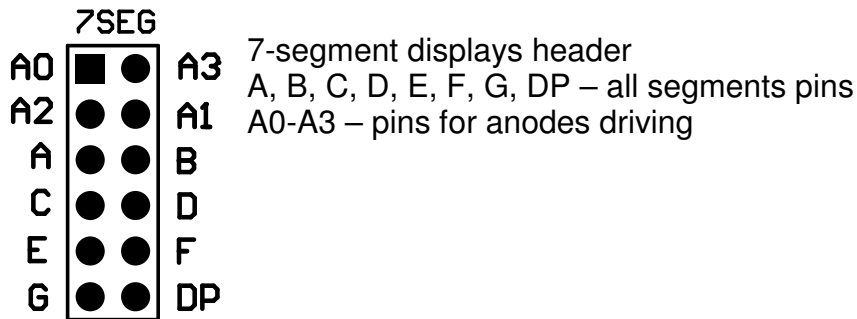 7SEG
A0 A3
A2 A1
A B
C D
E F
G DP
7-segment displays header
A, B, C, D, E, F, G, DP – all segments pins
A0-A3 – pins for anodes driving